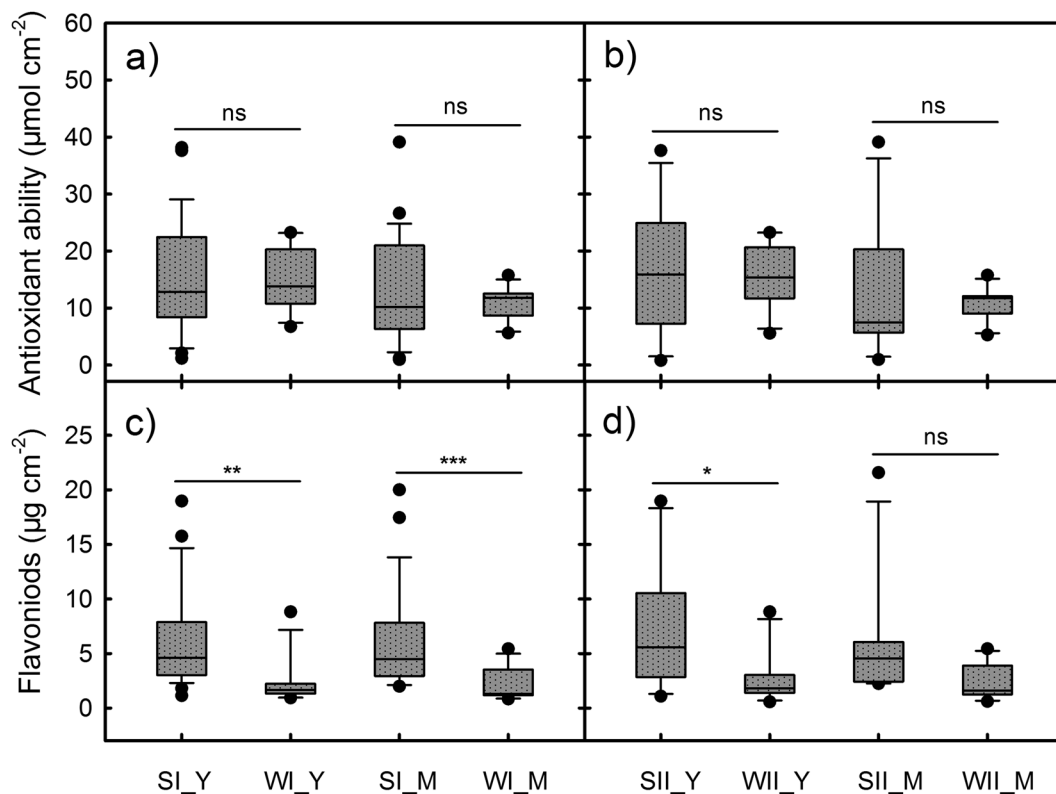 Antioxidant ability (µmol cm⁻²)
60
50
40
30
20
10
0
a)
ns
ns
b)
ns
ns
Flavoniods (µg cm⁻²)
25
20
15
10
5
0
c)
**
***
d)
*
ns
SI_Y WI_Y SI_M WI_M SII_Y WII_Y SII_M WII_M